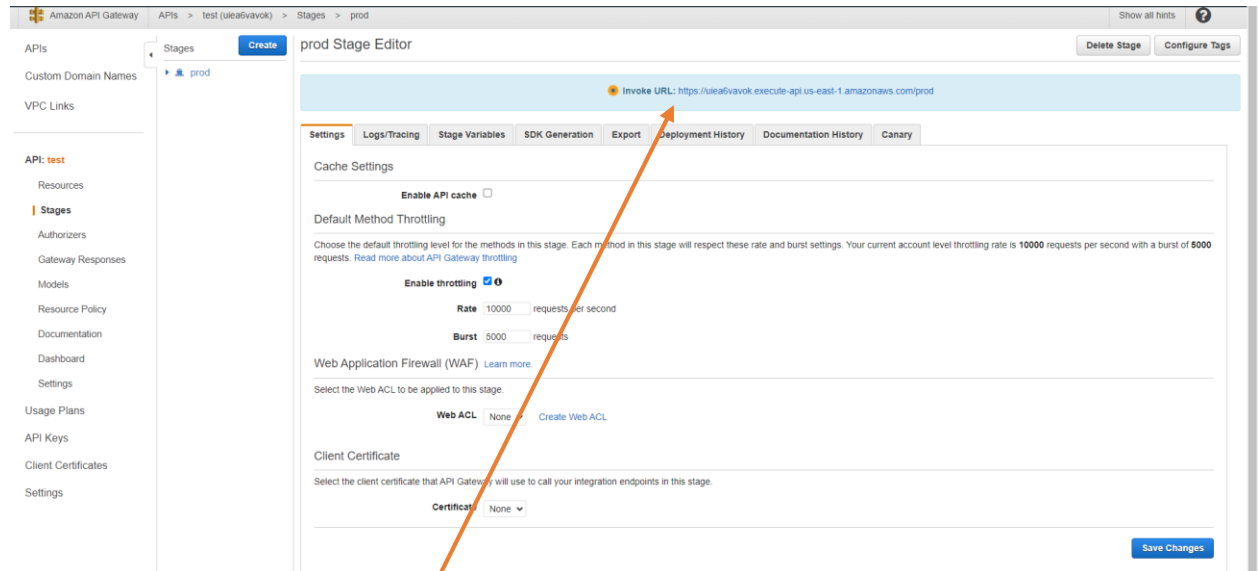 Amazon API Gateway APIs > test (uiea6vavok) > Stages > prod Show all hints ?
APIs
Custom Domain Names
VPC Links
API: test
Resources
Stages
Authorizers
Gateway Responses
Models
Resource Policy
Documentation
Dashboard
Settings
Usage Plans
API Keys
Client Certificates
Settings
Stages Create
prod
prod Stage Editor Delete Stage Configure Tags
Invoke URL: https://uiea6vavok.execute-api.us-east-1.amazonaws.com/prod
Settings Logs/Tracing Stage Variables SDK Generation Export Deployment History Documentation History Canary
Cache Settings
Enable API cache
Default Method Throttling
Choose the default throttling level for the methods in this stage. Each method in this stage will respect these rate and burst settings. Your current account level throttling rate is 10000 requests per second with a burst of 5000
requests. Read more about API Gateway throttling
Enable throttling
Rate 10000 requests per second
Burst 5000 requests
Web Application Firewall (WAF) Learn more.
Select the Web ACL to be applied to this stage.
Web ACL None Create Web ACL
Client Certificate
Select the client certificate that API Gateway will use to call your integration endpoints in this stage.
Certificate None
Save Changes